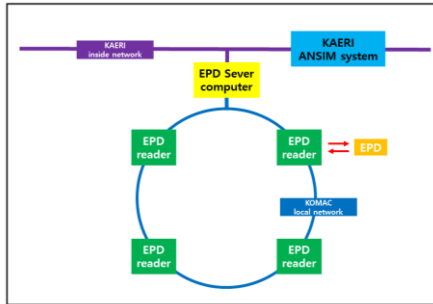 KAERI
inside network
KAERI
ANSIM system
EPD Sever
computer
EPD
reader
EPD
reader
EPD
KOMAC
local network
EPD
reader
EPD
reader